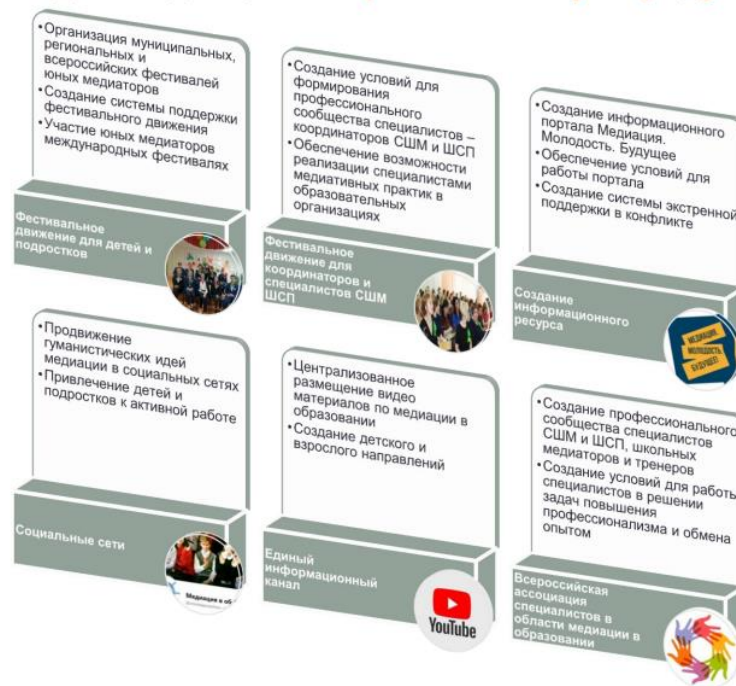 •Организация муниципальных,
региональных и
всероссийских фестивалей
юных медиаторов
•Создание системы поддержки
фестивального движения
•Участие юных медиаторов
международных фестивалях
Фестивальное
движение для детей и
подростков
•Создание условий для
формирования
профессионального
сообщества специалистов –
координаторов СШМ и ШСП
•Обеспечение возможности
реализации специалистами
медиативных практик в
образовательных
организациях
Фестивальное
движение для
координаторов и
специалистов СШМ
ШСП
•Создание информационного
портала Медиация.
Молодость. Будущее
•Обеспечение условий для
работы портала
•Создание системы экстренной
поддержки в конфликте
Создание
информационного
ресурса
МЕДИАЦИЯ.
МОЛОДОСТЬ.
БУДУЩЕЕ!
•Продвижение
гуманистических идей
медиации в социальных сетях
•Привлечение детей и
подростков к активной работе
Социальные сети
Медиация в об
•Централизованное
размещение видео
материалов по медиации в
образовании
•Создание детского и
взрослого направлений
Единый
информационный
канал
YouTube
•Создание профессионального
сообщества специалистов
СШМ и ШСП, школьных
медиаторов и тренеров
•Создание условий для работы
специалистов в решении
задач повышения
профессионализма и обмена
опытом
Всероссийская
ассоциация
специалистов в
области медиации в
образовании